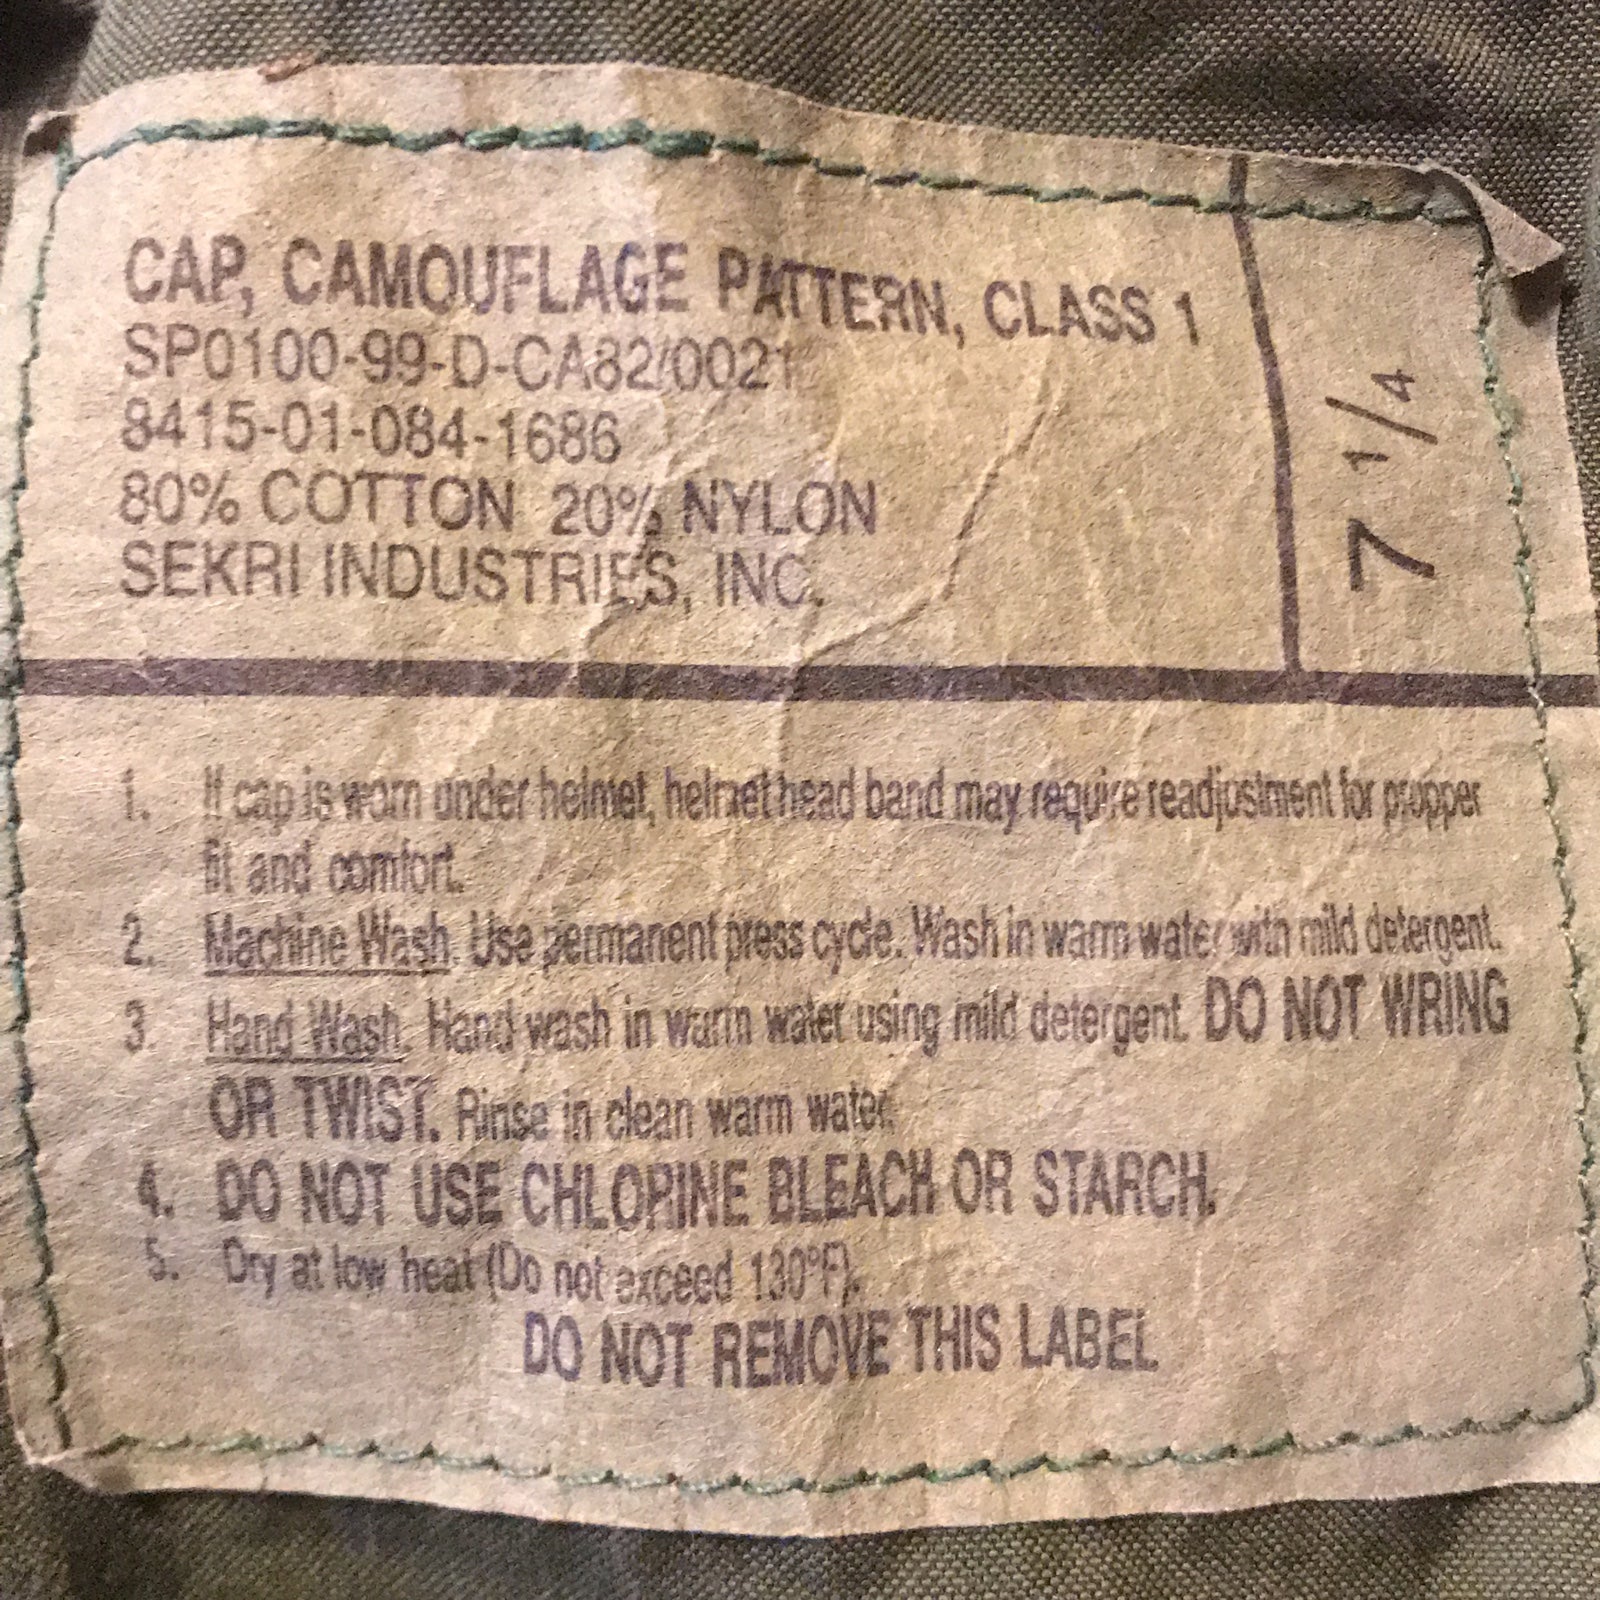 CAP, CAMOUFLAGE PATTERN, CLASS 1
SP0100-99-D-CA82/0021
8415-01-084-1686
80% COTTON 20% NYLON
SEKRI INDUSTRIES, INC.
7 1/4
1. If cap is worn under helmet, helmet head band may require readjustment for propper
fit and comfort.
2. Machine Wash. Use permanent press cycle. Wash in warm water with mild detergent.
3. Hand Wash. Hand wash in warm water using mild detergent. DO NOT WRING
OR TWIST. Rinse in clean warm water.
4. DO NOT USE CHLORINE BLEACH OR STARCH.
5. Dry at low heat (Do not exceed 130°F).
DO NOT REMOVE THIS LABEL